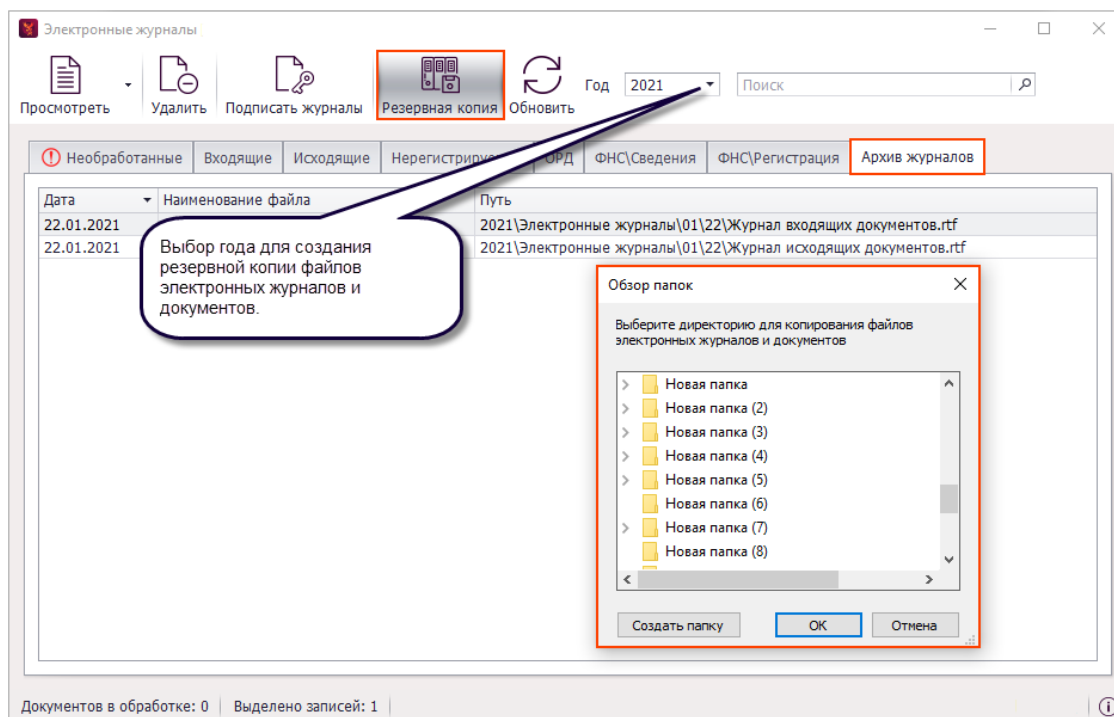 Электронные журналы
Просмотреть
Удалить
Подписать журналы
Резервная копия
Обновить
Год
2021
Поиск
Необработанные
Входящие
Исходящие
ОРД
ФНС\Сведения
ФНС\Регистрация
Архив журналов
Дата
Наименование файла
Путь
22.01.2021
2021\Электронные журналы\01\22\Журнал входящих документов.rtf
22.01.2021
2021\Электронные журналы\01\22\Журнал исходящих документов.rtf
Выбор года для создания
резервной копии файлов
электронных журналов и
документов.
Обзор папок
Выберите директорию для копирования файлов
электронных журналов и документов
Новая папка
Новая папка (2)
Новая папка (3)
Новая папка (4)
Новая папка (5)
Новая папка (6)
Новая папка (7)
Новая папка (8)
Создать папку
ОК
Отмена
Документов в обработке: 0
Выделено записей: 1